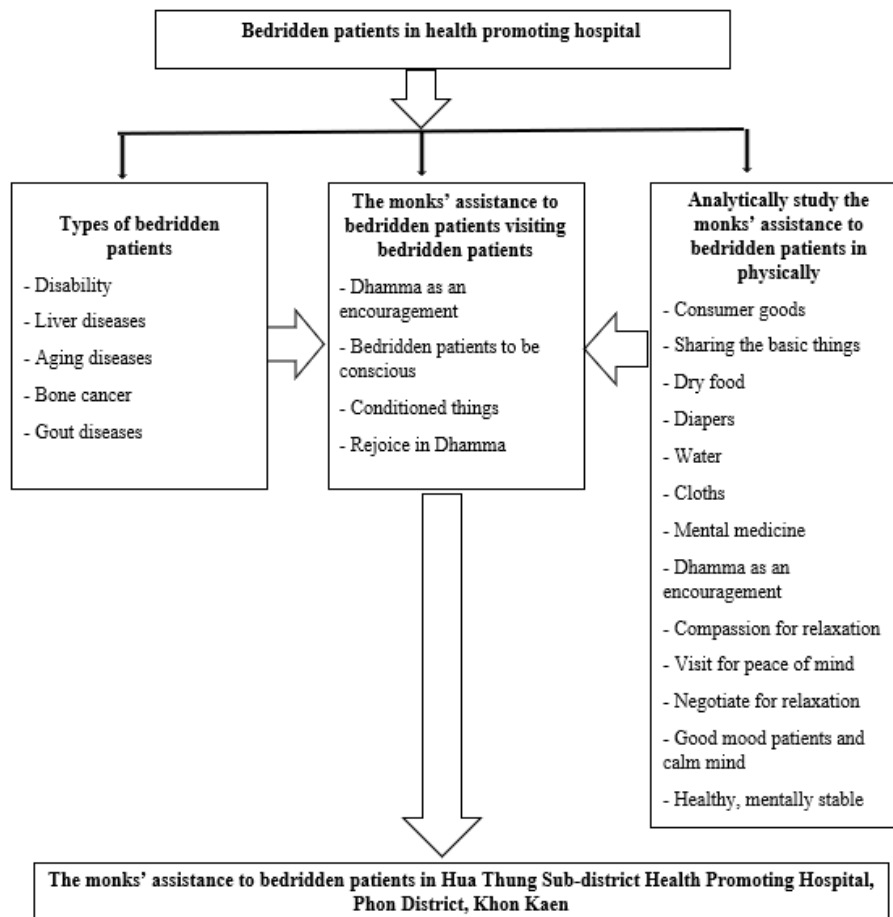 Bedridden patients in health promoting hospital
Types of bedridden
patients
- Disability
- Liver diseases
- Aging diseases
- Bone cancer
- Gout diseases
The monks’ assistance to
bedridden patients visiting
bedridden patients
- Dhamma as an
encouragement
- Bedridden patients to be
conscious
- Conditioned things
- Rejoice in Dhamma
Analytically study the
monks’ assistance to
bedridden patients in
physically
- Consumer goods
- Sharing the basic things
- Dry food
- Diapers
- Water
- Cloths
- Mental medicine
- Dhamma as an
encouragement
- Compassion for relaxation
- Visit for peace of mind
- Negotiate for relaxation
- Good mood patients and
calm mind
- Healthy, mentally stable
The monks’ assistance to bedridden patients in Hua Thung Sub-district Health Promoting Hospital,
Phon District, Khon Kaen